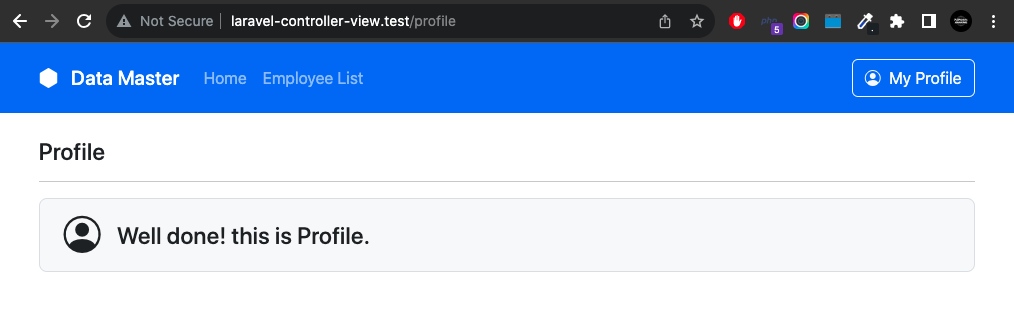 Not Secure | laravel-controller-view.test/profile
5
Data Master Home Employee List My Profile
Profile
Well done! this is Profile.